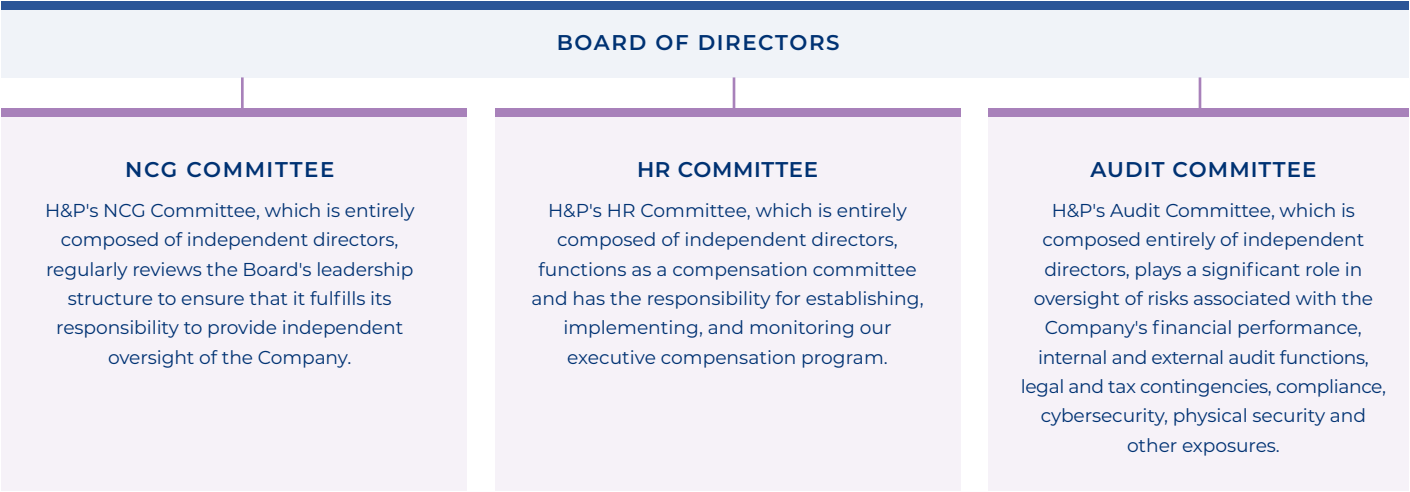 BOARD OF DIRECTORS
NCG COMMITTEE
H&P's NCG Committee, which is entirely
composed of independent directors,
regularly reviews the Board's leadership
structure to ensure that it fulfills its
responsibility to provide independent
oversight of the Company.
HR COMMITTEE
H&P's HR Committee, which is entirely
composed of independent directors,
functions as a compensation committee
and has the responsibility for establishing,
implementing, and monitoring our
executive compensation program.
AUDIT COMMITTEE
H&P's Audit Committee, which is
composed entirely of independent
directors, plays a significant role in
oversight of risks associated with the
Company's financial performance,
internal and external audit functions,
legal and tax contingencies, compliance,
cybersecurity, physical security and
other exposures.